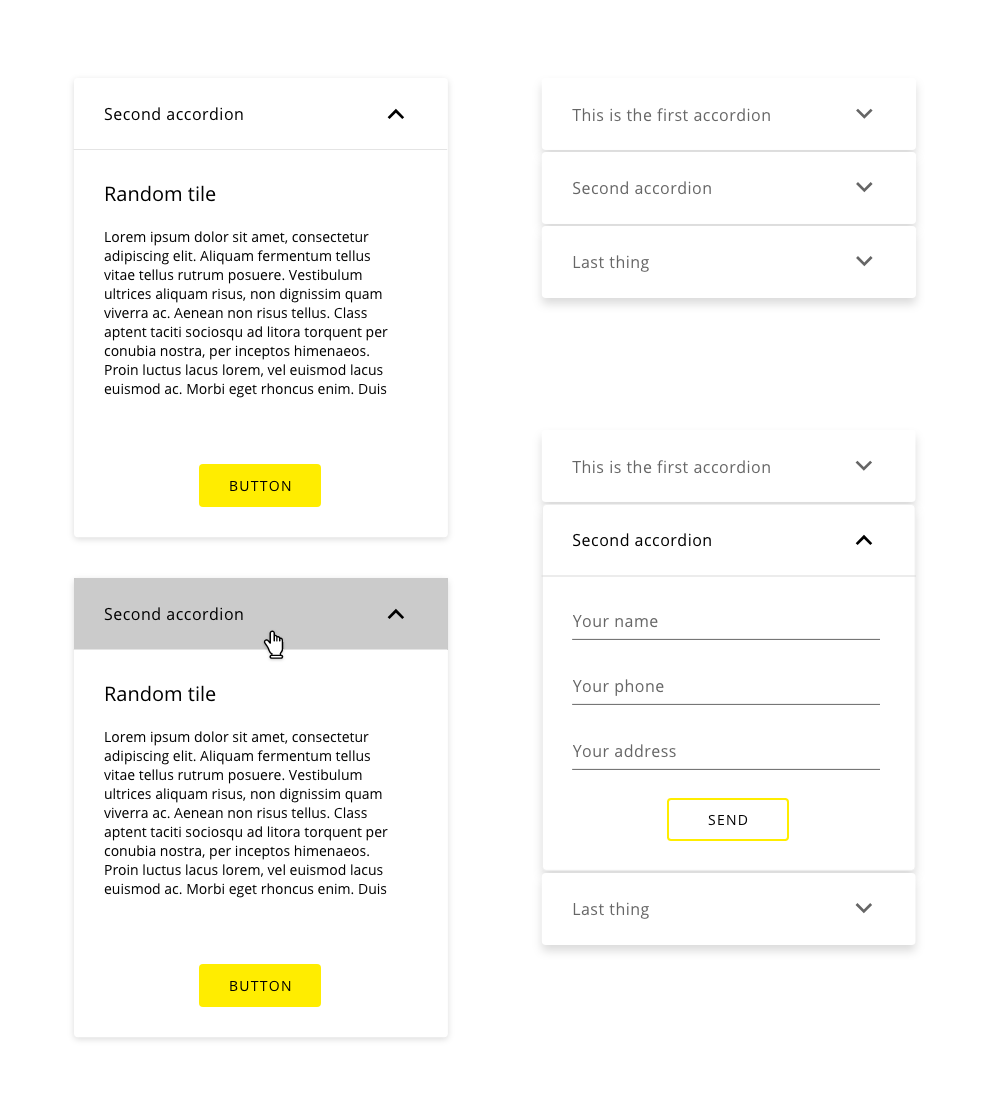 Second accordion
Random tile
Lorem ipsum dolor sit amet, consectetur
adipiscing elit. Aliquam fermentum tellus
vitae tellus rutrum posuere. Vestibulum
ultrices aliquam risus, non dignissim quam
viverra ac. Aenean non risus tellus. Class
aptent taciti sociosqu ad litora torquent per
conubia nostra, per inceptos himenaeos.
Proin luctus lacus lorem, vel euismod lacus
euismod ac. Morbi eget rhoncus enim. Duis
BUTTON
Second accordion
Random tile
Lorem ipsum dolor sit amet, consectetur
adipiscing elit. Aliquam fermentum tellus
vitae tellus rutrum posuere. Vestibulum
ultrices aliquam risus, non dignissim quam
viverra ac. Aenean non risus tellus. Class
aptent taciti sociosqu ad litora torquent per
conubia nostra, per inceptos himenaeos.
Proin luctus lacus lorem, vel euismod lacus
euismod ac. Morbi eget rhoncus enim. Duis
BUTTON
This is the first accordion
Second accordion
Last thing
This is the first accordion
Second accordion
Your name
Your phone
Your address
SEND
Last thing